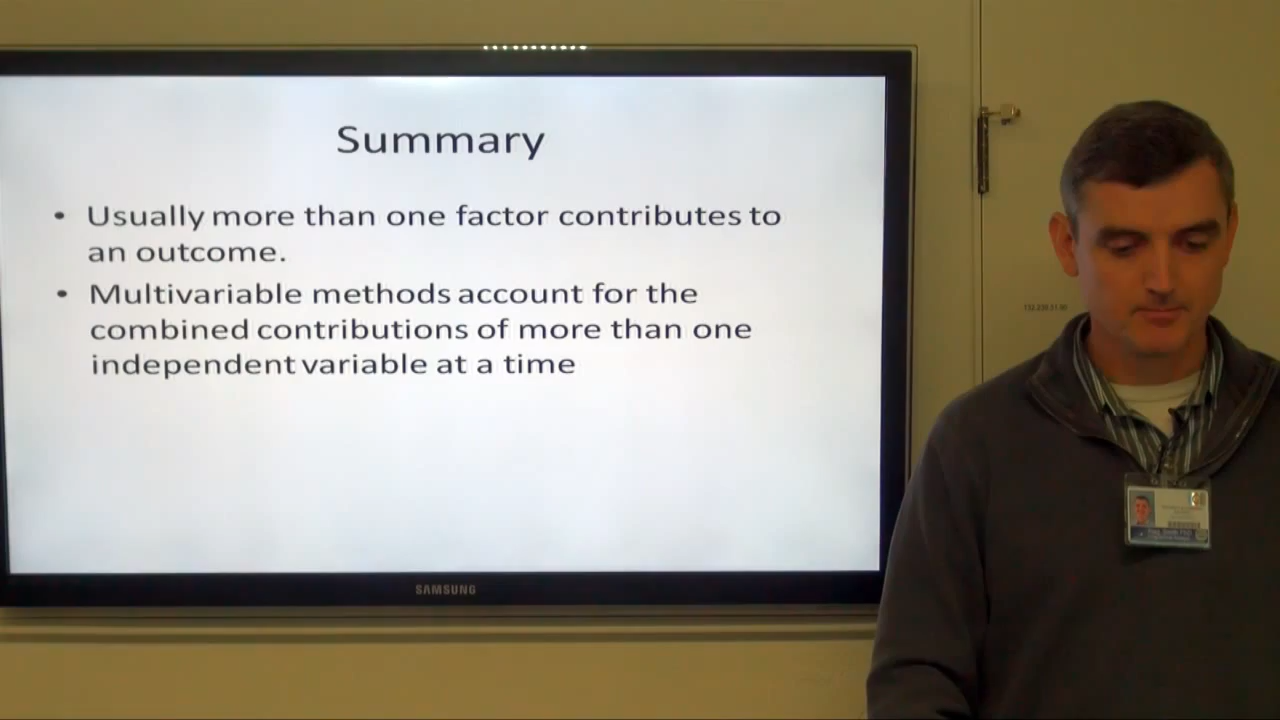 Summary
• Usually more than one factor contributes to
an outcome.
• Multivariable methods account for the
combined contributions of more than one
independent variable at a time
SAMSUNG